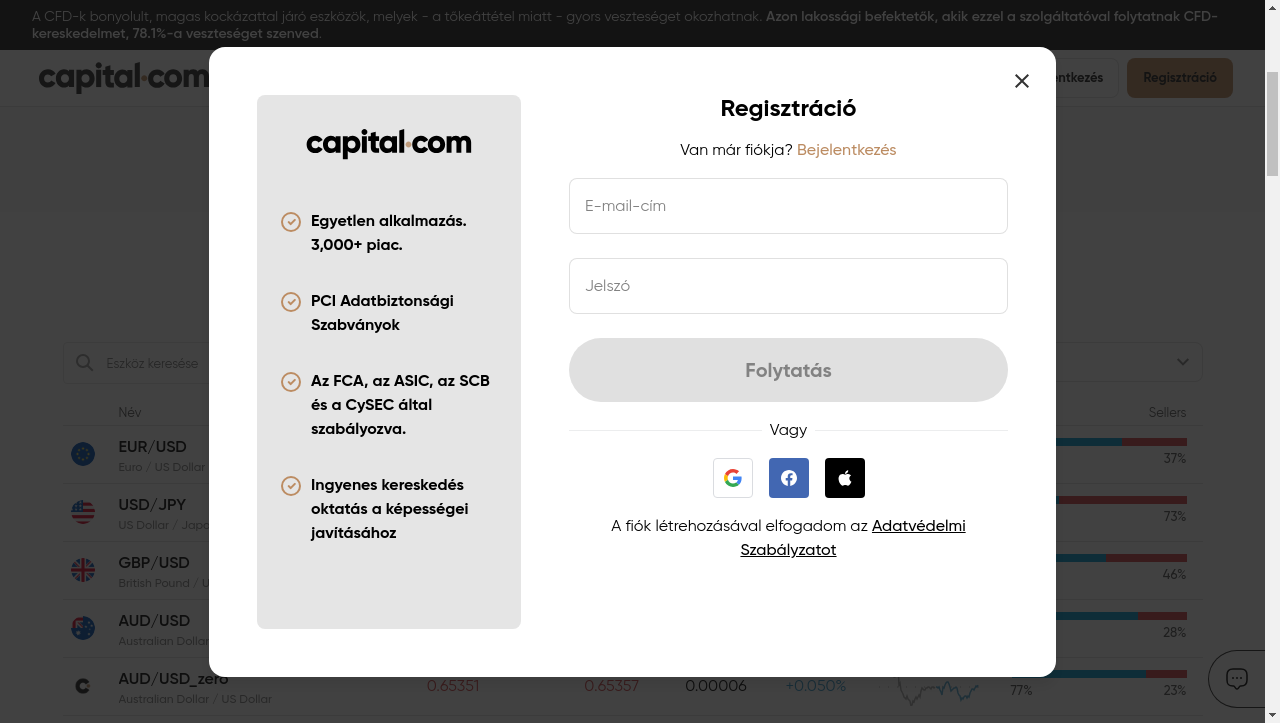 A CFD-k bonyolult, magas kockázattal járó eszközök, melyek - a tőkeáttétel miatt - gyors veszteséget okozhatnak. Azon lakossági befektetők, akik ezzel a szolgáltatóval folytatnak CFD-
kereskedelmet, 78.1%-a veszteséget szenved.
capital.com
entkezés
Regisztráció
capital.com
Egyetlen alkalmazás.
3,000+ piac.
PCI Adatbiztonsági
Szabványok
Az FCA, az ASIC, az SCB
és a CySEC által
szabályozva.
Ingyenes kereskedés
oktatás a képességei
javításához
Regisztráció
Van már fiókja? Bejelentkezés
E-mail-cím
Jelszó
Folytatás
Vagy
A fiók létrehozásával elfogadom az Adatvédelmi
Szabályzatot
Eszköz keresése
Név
Sellers
EUR/USD
Euro / US Dollar
37%
USD/JPY
US Dollar / Japa
73%
GBP/USD
British Pound / U
46%
AUD/USD
Australian Dollar
28%
AUD/USD_zero
Australian Dollar / US Dollar
0.65351
0.65357
0.00006
+0.050%
77%
23%